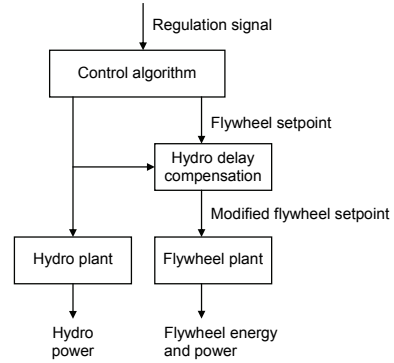 Regulation signal
Control algorithm
Flywheel setpoint
Hydro delay
compensation
Modified flywheel setpoint
Hydro plant
Flywheel plant
Hydro
power
Flywheel energy
and power